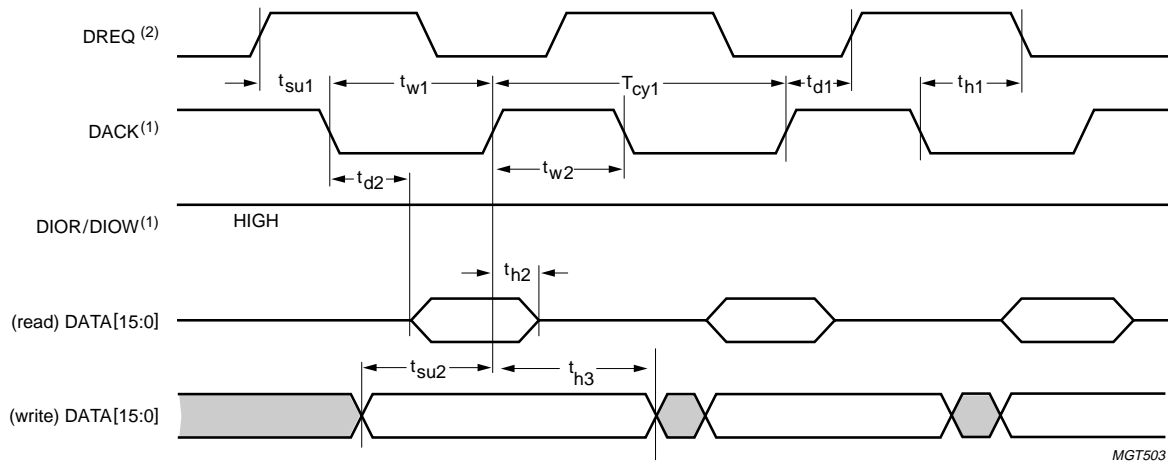 DREQ (2)
tsu1
tw1
Tcy1
td1
th1
DACK(1)
td2
tw2
DIOR/DIOW(1)
HIGH
th2
(read) DATA[15:0]
tsu2
th3
(write) DATA[15:0]
MGT503